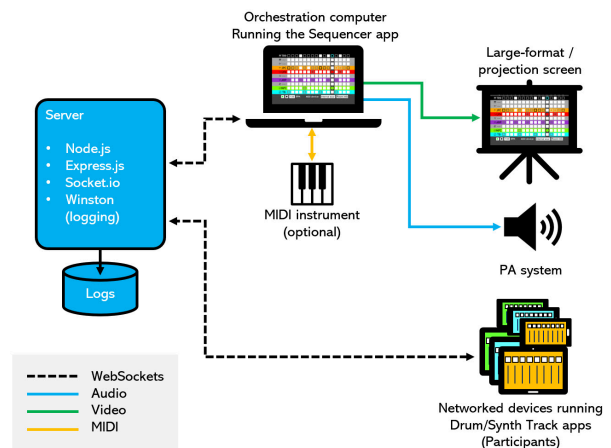 Orchestration computer
Running the Sequencer app
Large-format /
projection screen
Server
• Node.js
• Express.js
• Socket.io
• Winston
(logging)
MIDI instrument
(optional)
PA system
Logs
WebSockets
Audio
Video
MIDI
Networked devices running
Drum/Synth Track apps
(Participants)